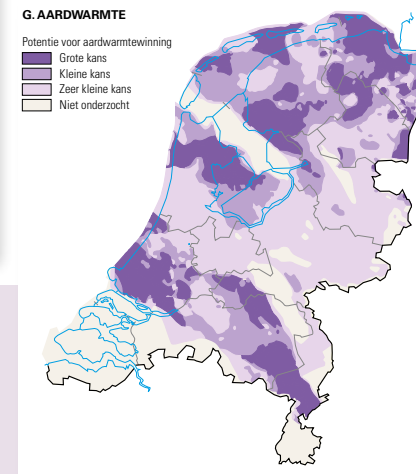 G. AARDWARMTE
Potentie voor aardwarmtewinning
Grote kans
Kleine kans
Zeer kleine kans
Niet onderzocht